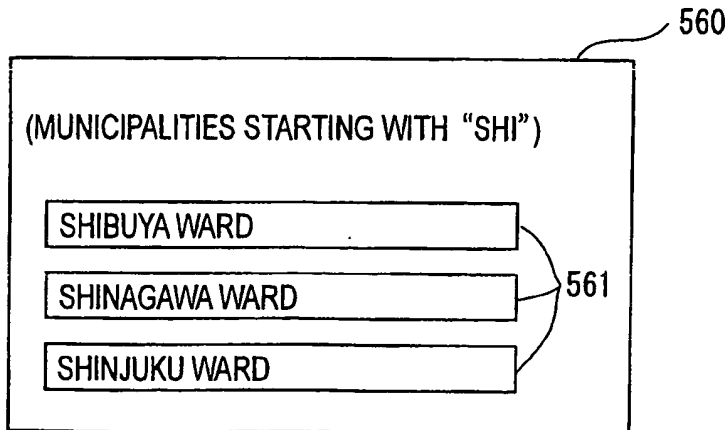 560
(MUNICIPALITIES STARTING WITH “SHI”)
SHIBUYA WARD
SHINAGAWA WARD
561
SHINJUKU WARD